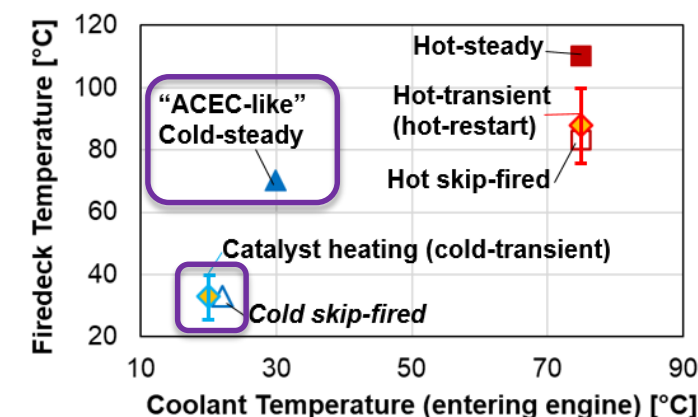 Firedeck Temperature [°C]
120
100
80
60
40
20
Hot-steady
"ACEC-like"
Cold-steady
Hot-transient
(hot-restart)
Hot skip-fired
Catalyst heating (cold-transient)
Cold skip-fired
10
30
50
70
90
Coolant Temperature (entering engine) [°C]